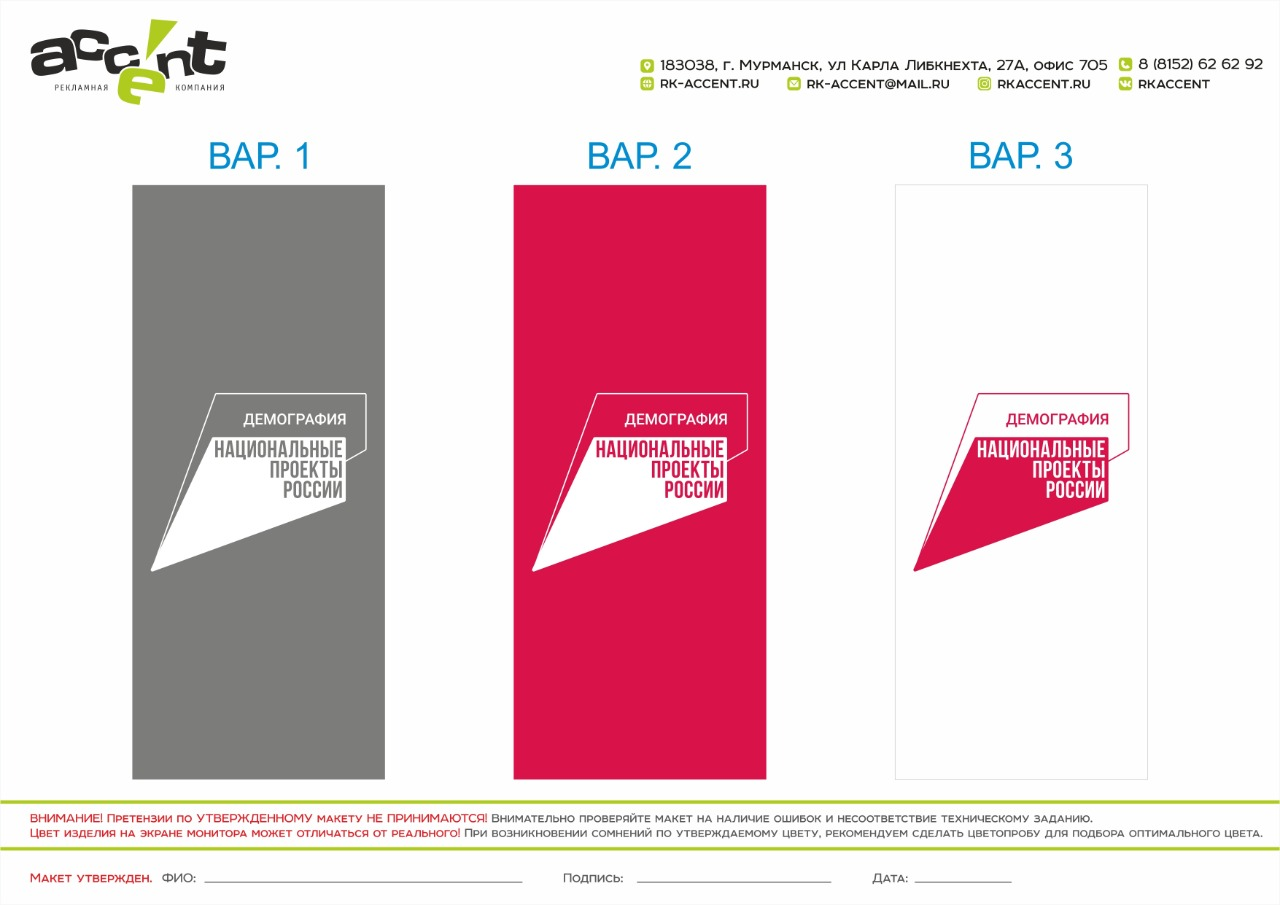 accent
РЕКЛАМНАЯ КОМПАНИЯ
183038, г. Мурманск, ул Карла Либкнехта, 27А, офис 705 8 (8152) 62 62 92
RK-ACCENT.RU RK-ACCENT@MAIL.RU RKACCENT.RU RKACCENT
ВАР. 1
ВАР. 2
ВАР. 3
ДЕМОГРАФИЯ
НАЦИОНАЛЬНЫЕ
ПРОЕКТЫ
РОССИИ
ДЕМОГРАФИЯ
НАЦИОНАЛЬНЫЕ
ПРОЕКТЫ
РОССИИ
ДЕМОГРАФИЯ
НАЦИОНАЛЬНЫЕ
ПРОЕКТЫ
РОССИИ
ВНИМАНИЕ! Претензии по УТВЕРЖДЕННОМУ макету НЕ ПРИНИМАЮТСЯ! Внимательно проверяйте макет на наличие ошибок и несоответствие техническому заданию.
Цвет изделия на экране монитора может отличаться от реального! При возникновении сомнений по утверждаемому цвету, рекомендуем сделать цветопробу для подбора оптимального цвета.
Макет утвержден. ФИО: Подпись: Дата: